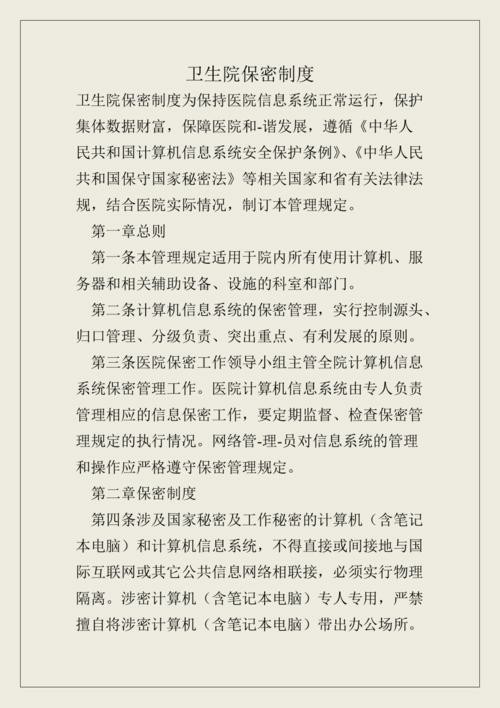 卫生院保密制度
卫生院保密制度为保持医院信息系统正常运行，保护
集体数据财富，保障医院和-谐发展，遵循《中华人
民共和国计算机信息系统安全保护条例》、《中华人民
共和国保守国家秘密法》等相关国家和省有关法律法
规，结合医院实际情况，制订本管理规定。
第一章总则
第一条本管理规定适用于院内所有使用计算机、服
务器和相关辅助设备、设施的科室和部门。
第二条计算机信息系统的保密管理，实行控制源头、
归口管理、分级负责、突出重点、有利发展的原则。
第三条医院保密工作领导小组主管全院计算机信息
系统保密管理工作。医院计算机信息系统由专人负责
管理相应的信息保密工作，要定期监督、检查保密管
理规定的执行情况。网络管-理-员对信息系统的管理
和操作应严格遵守保密管理规定。
第二章保密制度
第四条涉及国家秘密及工作秘密的计算机（含笔记
本电脑）和计算机信息系统，不得直接或间接地与国
际互联网或其它公共信息网络相联接，必须实行物理
隔离。涉密计算机（含笔记本电脑）专人专用，严禁
擅自将涉密计算机（含笔记本电脑）带出办公场所。